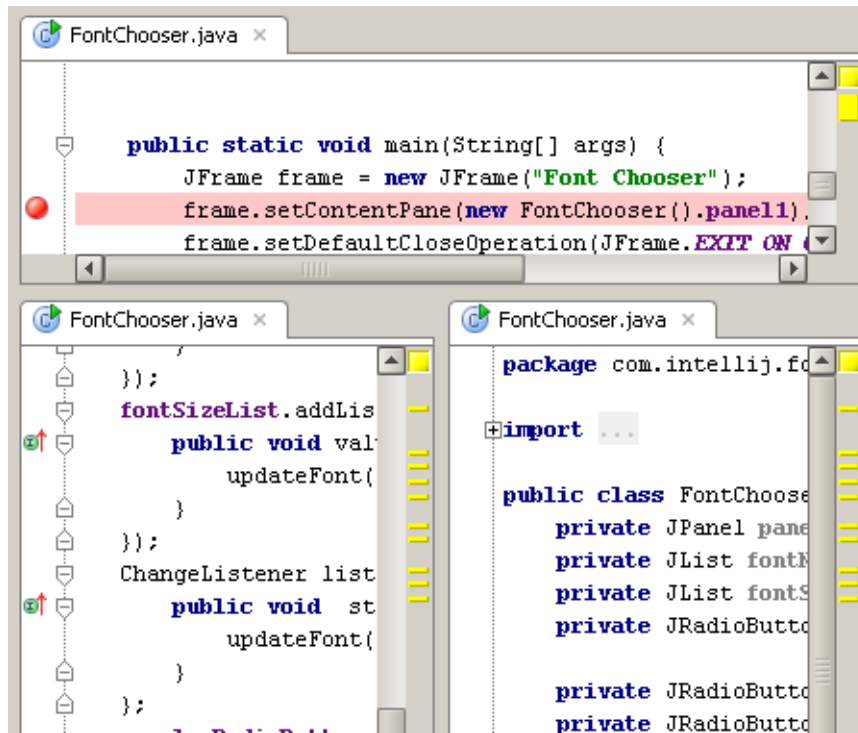 FontChooser.java
public static void main(String[] args) {
JFrame frame = new JFrame("Font Chooser");
frame.setContentPane(new FontChooser().panel1)
frame.setDefaultCloseOperation(JFrame.EXIT ON
FontChooser.java
}
});
fontSizeList.addLis
public void val
updateFont(
}
});
ChangeListener list
public void st
updateFont(
}
};
FontChooser.java
package com.intellij.fo
import ...
public class FontChoose
private JPanel pane
private JList font
private JList fontS
private JRadioButto
private JRadioButto
private JRadioButto